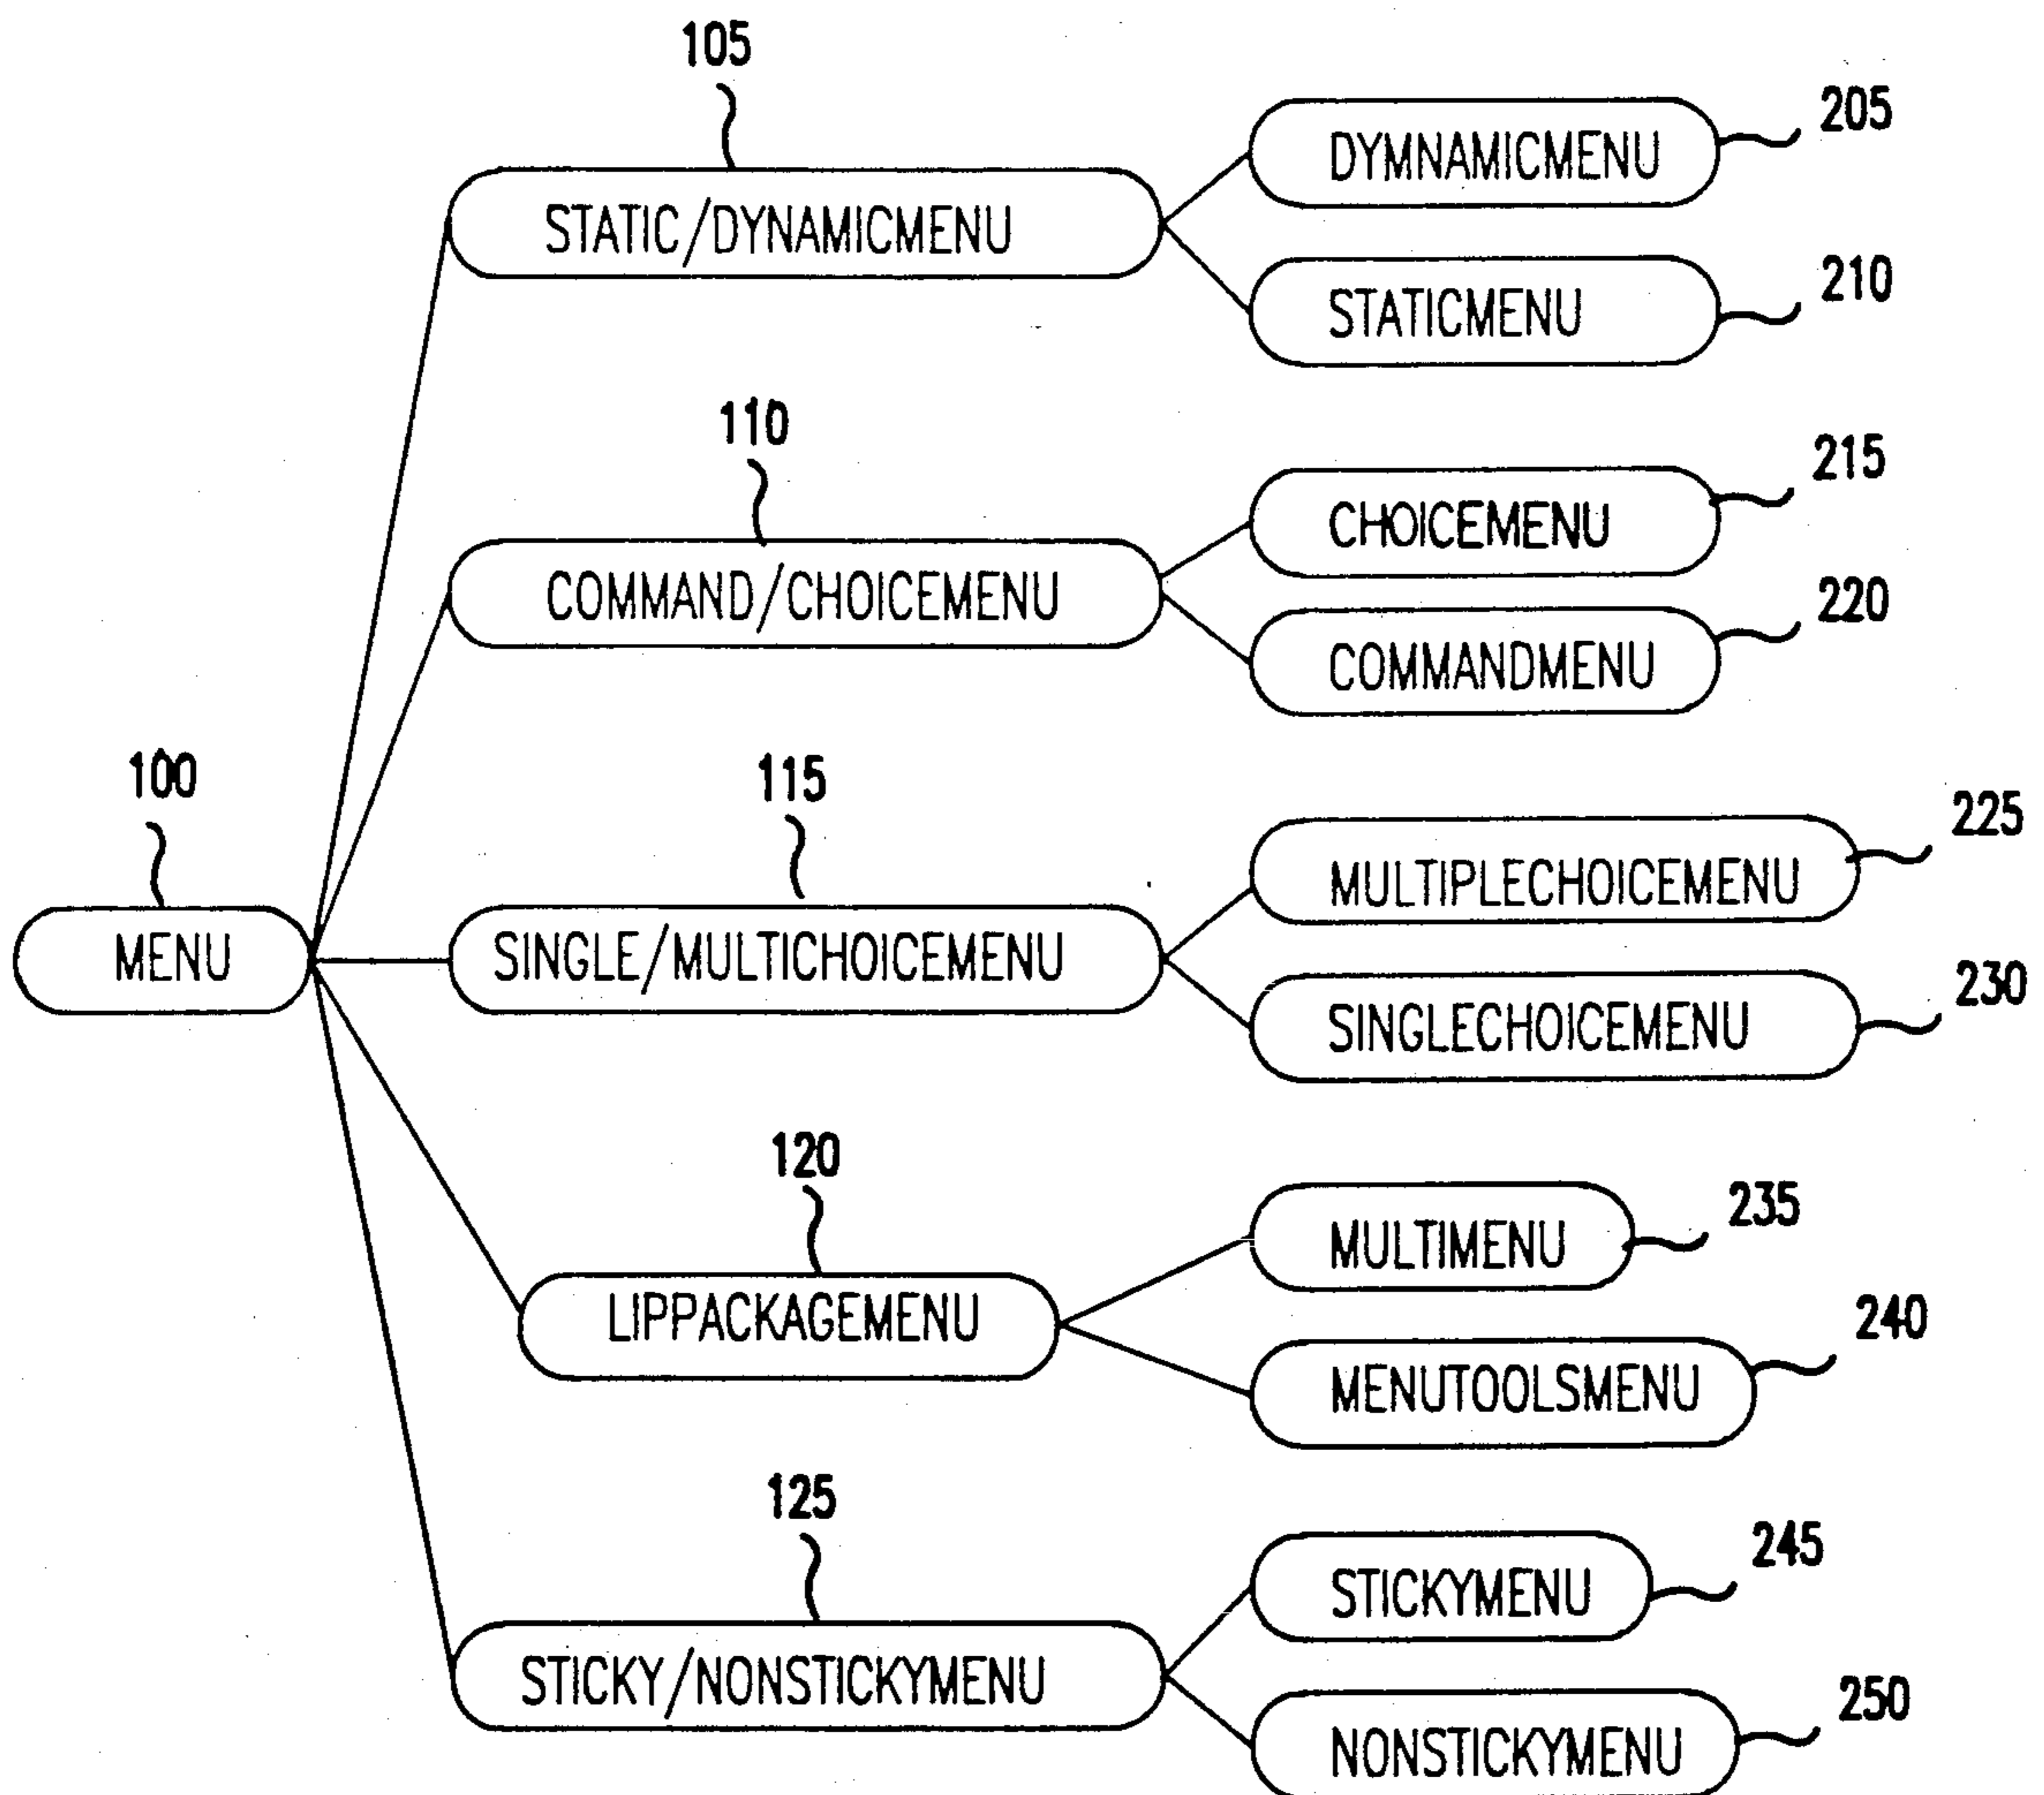 105
205
DYMNAMICMENU
STATIC/DYNAMICMENU
210
STATICMENU
110
215
CHOICEMENU
COMMAND/CHOICEMENU
220
COMMANDMENU
100
115
225
MULTIPLECHOICEMENU
MENU
SINGLE/MULTICHOICEMENU
230
SINGLECHOICEMENU
120
235
MULTIMENU
LIPPACKAGEMENU
240
MENUTOOLSMENU
125
245
STICKYMENU
STICKY/NONSTICKYMENU
250
NONSTICKYMENU